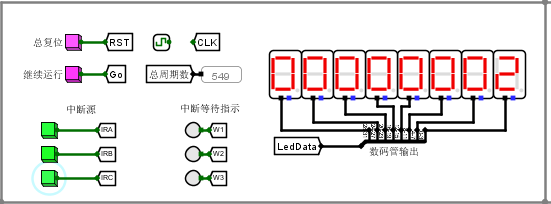 总复位 RST CLK
继续运行 Go 总周期数 549
00000002
中断源 中断等待指示
IRA W1
IRB W2
LedData 数码管输出
IRC W3